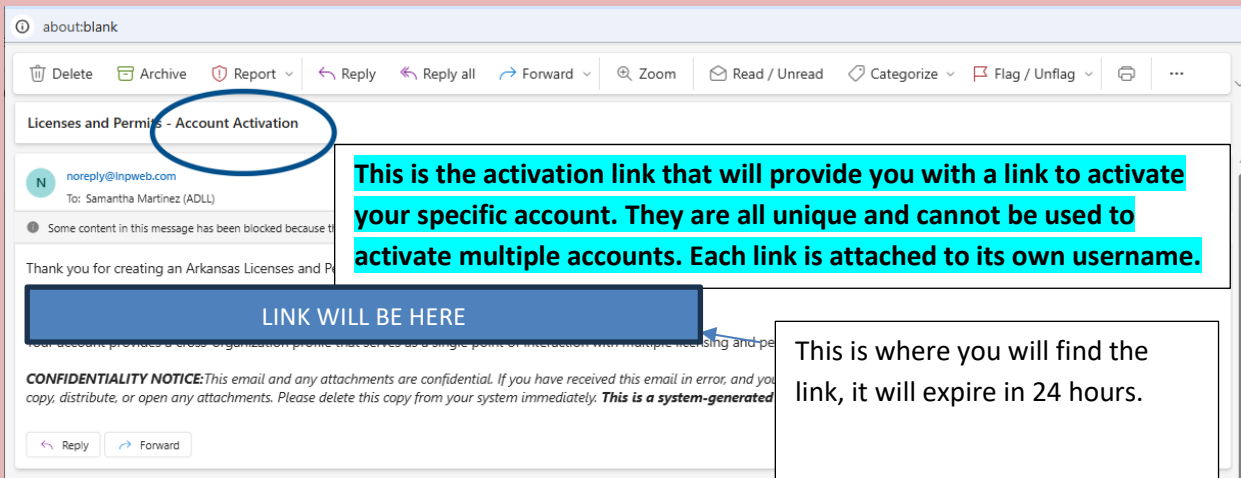 about:blank
Delete Archive Report Reply Reply all Forward Zoom Read / Unread Categorize Flag / Unflag ...
Licenses and Permits - Account Activation
N noreply@lnpweb.com
To: Samantha Martinez (ADLL)
Some content in this message has been blocked because
This is the activation link that will provide you with a link to activate
your specific account. They are all unique and cannot be used to
activate multiple accounts. Each link is attached to its own username.
Thank you for creating an Arkansas Licenses and
LINK WILL BE HERE
Your account provides a cross-organization profile that serves as a single point of interaction with multiple licensing and
This is where you will find the
link, it will expire in 24 hours.
CONFIDENTIALITY NOTICE:This email and any attachments are confidential. If you have received this email in error, and
copy, distribute, or open any attachments. Please delete this copy from your system immediately. This is a system-generated
Reply Forward